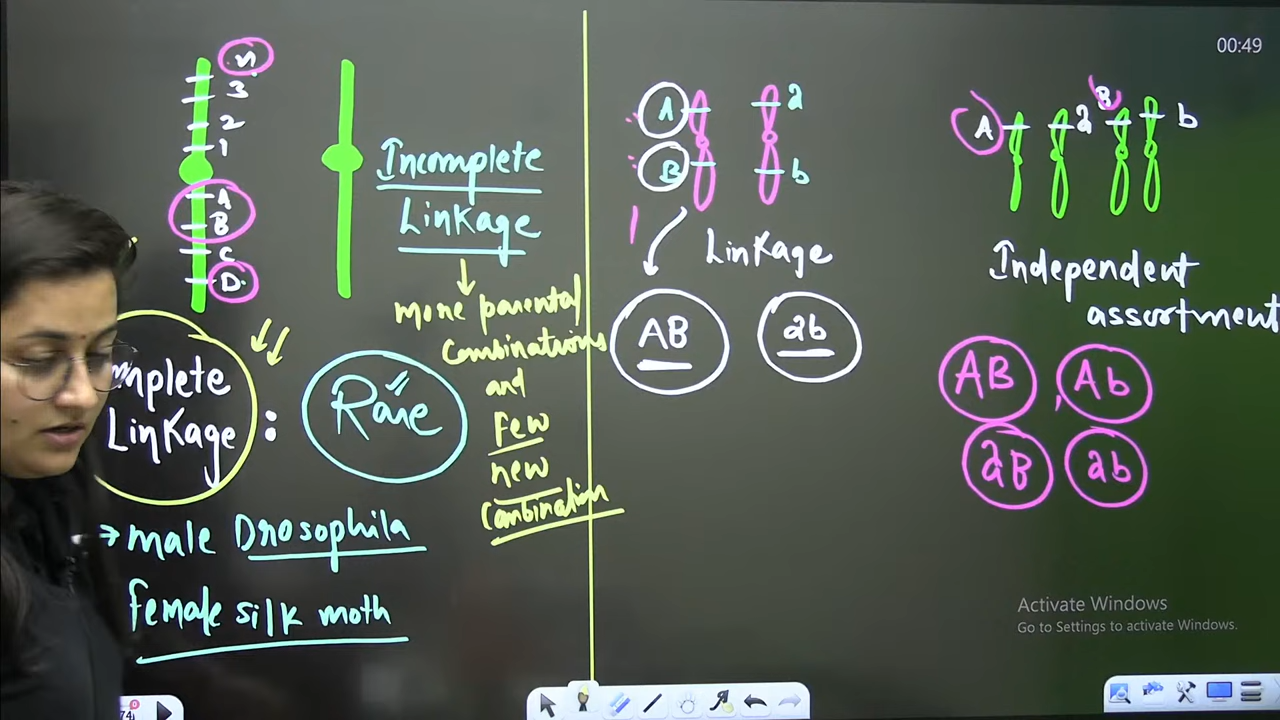 n
3
2
1
A
B
C
D
Incomplete
Linkage
more parental
combinations
and
few
new
combination
mplete
Linkage :
Rare
→ male Drosophila
female silk moth
A
a
B
b
Linkage
AB
ab
00:49
A
a
B
b
Independent
assortment
AB , Ab
aB ab
Activate Windows
Go to Settings to activate Windows.